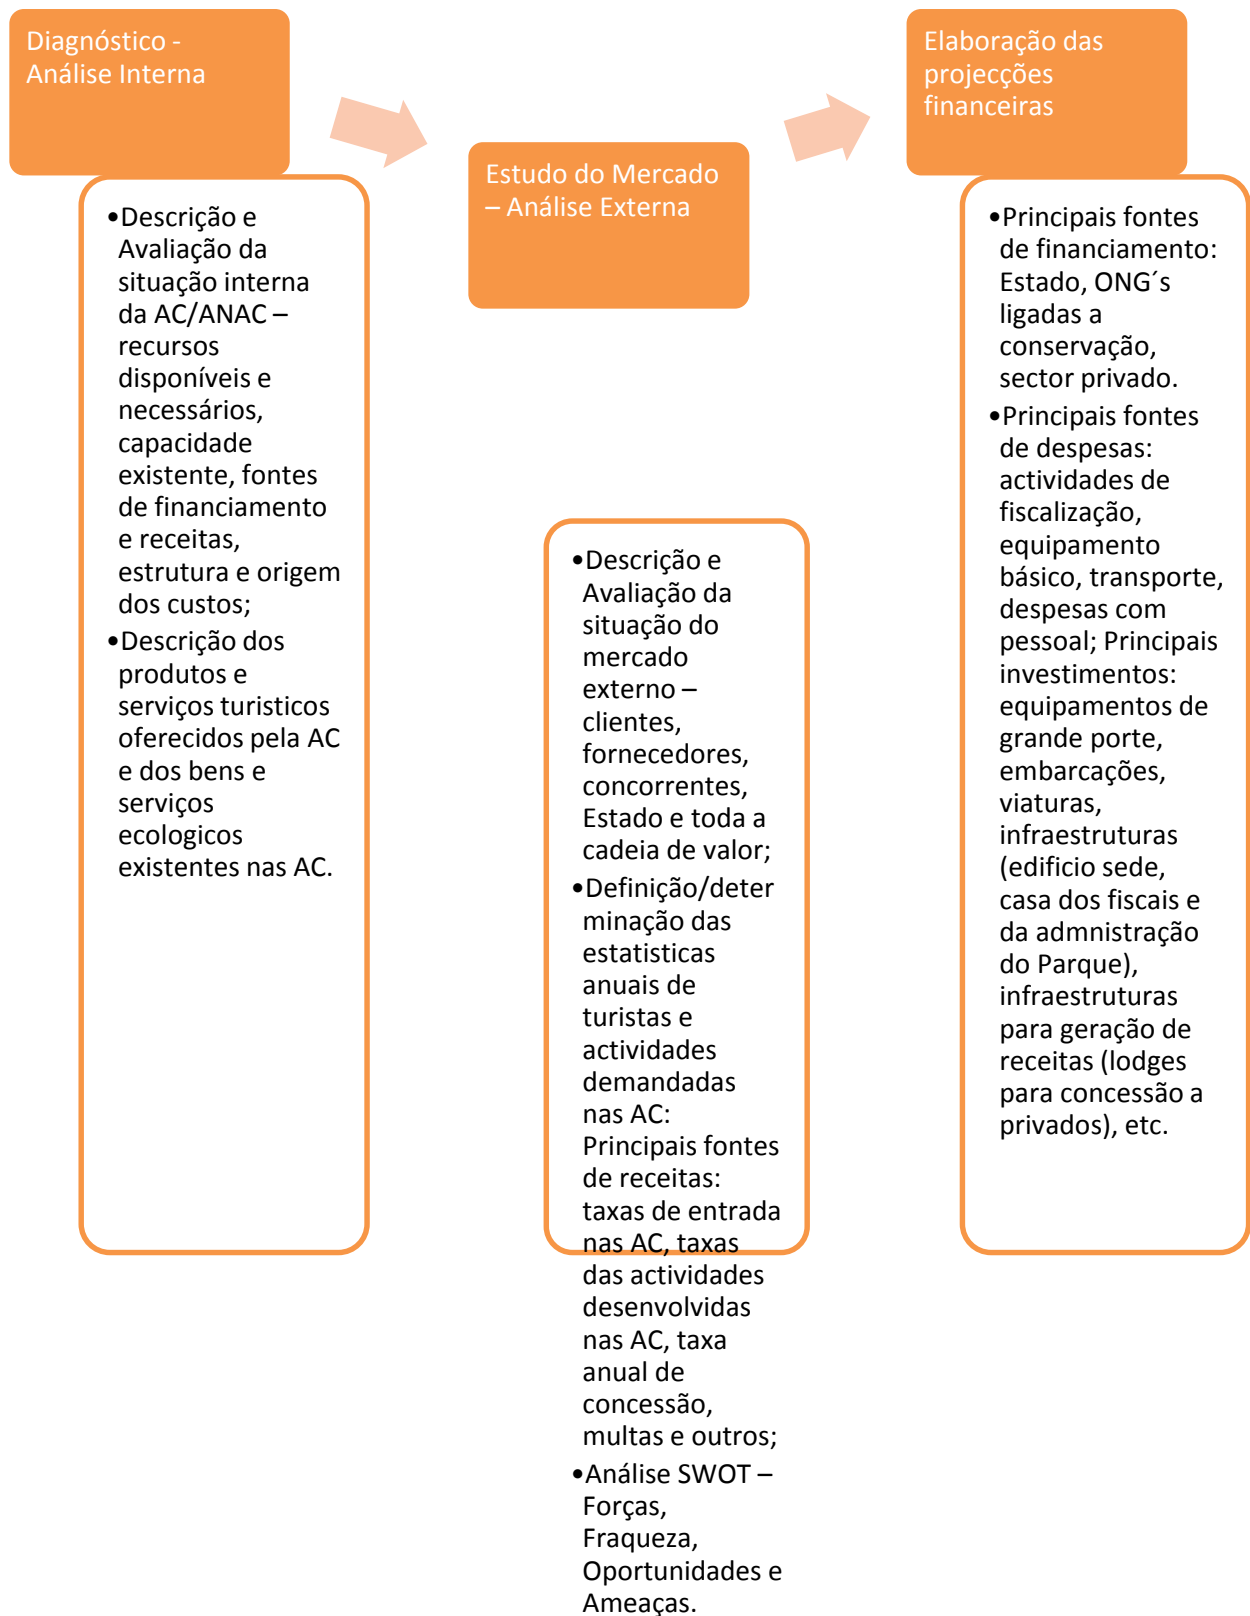 Diagnóstico -
Análise Interna
•Descrição e
Avaliação da
situação interna
da AC/ANAC –
recursos
disponíveis e
necessários,
capacidade
existente, fontes
de financiamento
e receitas,
estrutura e origem
dos custos;
•Descrição dos
produtos e
serviços turisticos
oferecidos pela AC
e dos bens e
serviços
ecologicos
existentes nas AC.
Estudo do Mercado
– Análise Externa
•Descrição e
Avaliação da
situação do
mercado
externo –
clientes,
fornecedores,
concorrentes,
Estado e toda a
cadeia de valor;
•Definição/deter
minação das
estatisticas
anuais de
turistas e
actividades
demandadas
nas AC:
Principais fontes
de receitas:
taxas de entrada
nas AC, taxas
das actividades
desenvolvidas
nas AC, taxa
anual de
concessão,
multas e outros;
•Análise SWOT –
Forças,
Fraqueza,
Oportunidades e
Ameaças.
Elaboração das
projecções
financeiras
•Principais fontes
de financiamento:
Estado, ONG´s
ligadas a
conservação,
sector privado.
•Principais fontes
de despesas:
actividades de
fiscalização,
equipamento
básico, transporte,
despesas com
pessoal; Principais
investimentos:
equipamentos de
grande porte,
embarcações,
viaturas,
infraestruturas
(edificio sede,
casa dos fiscais e
da admnistração
do Parque),
infraestruturas
para geração de
receitas (lodges
para concessão a
privados), etc.